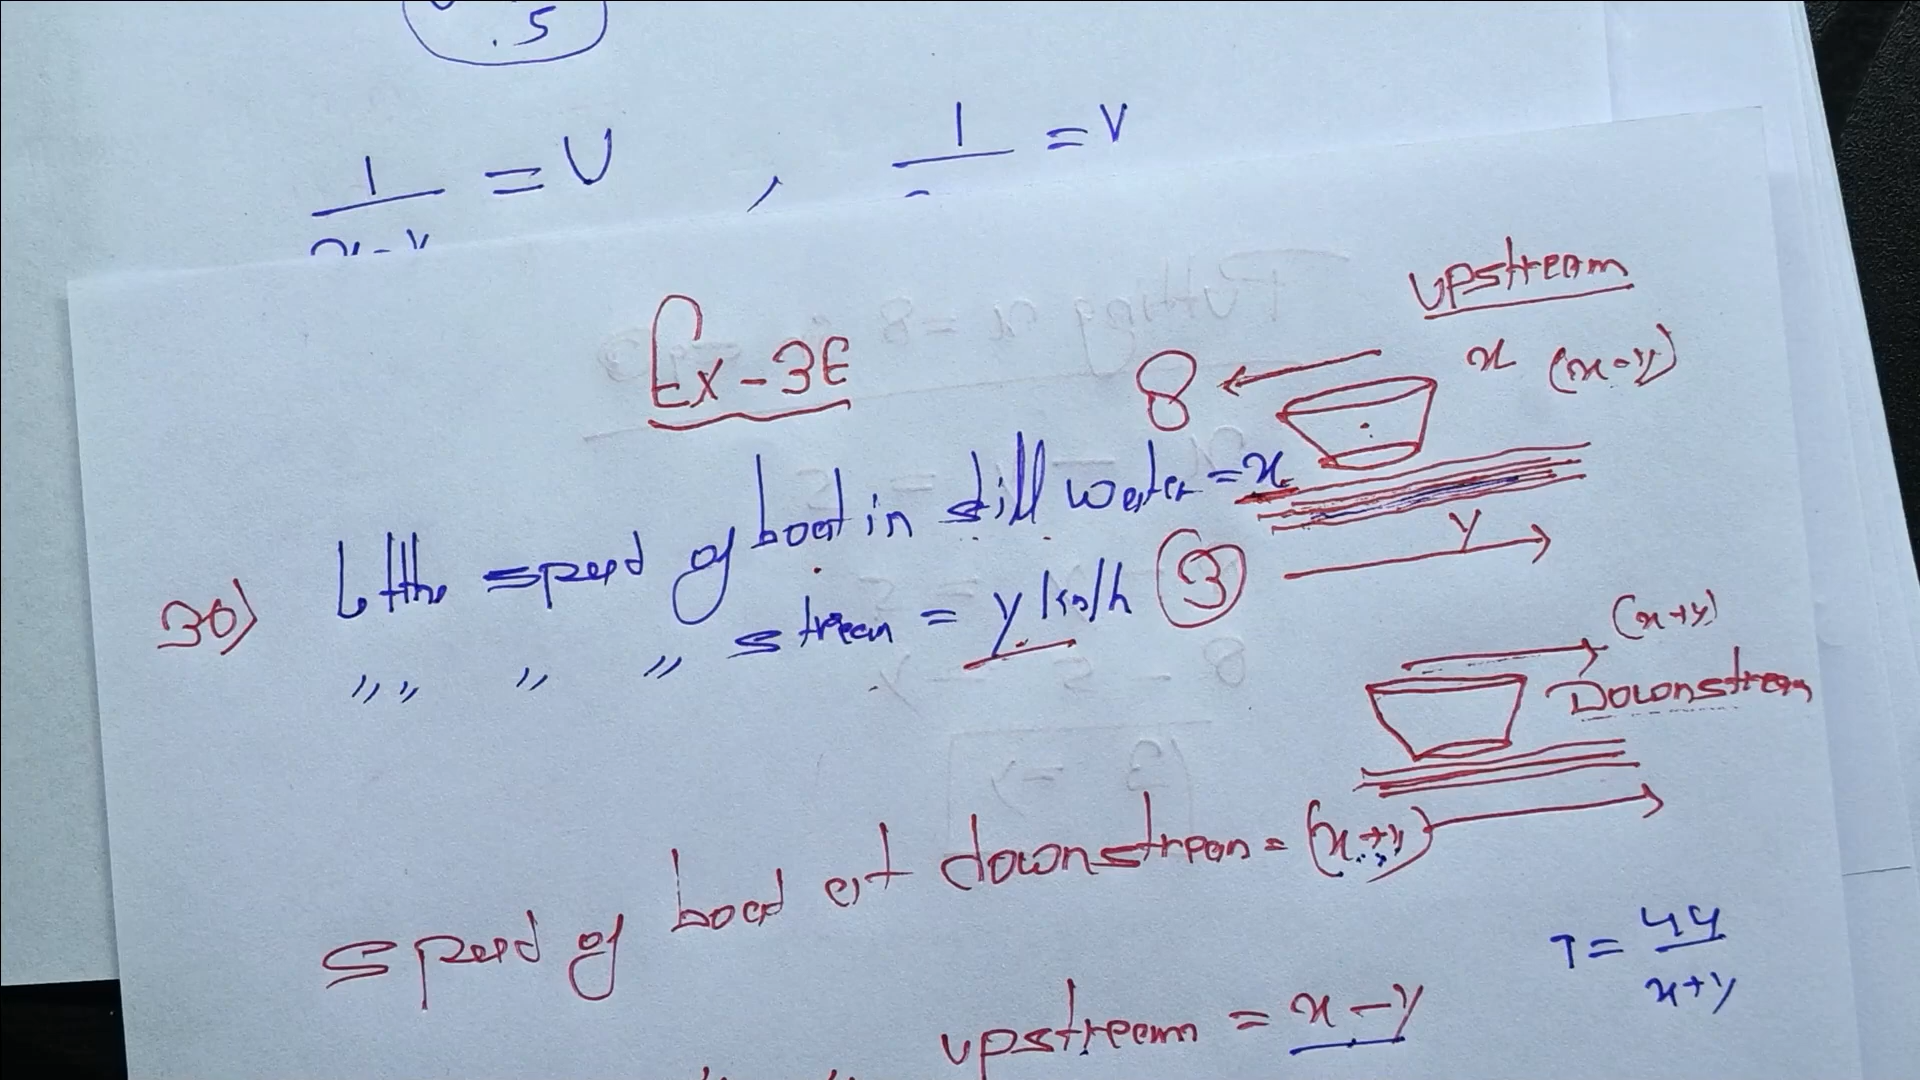 . 5
1/ = U , 1/ = V
x-y
Ex-3E
upstream
8
x (x-y)
30) Let the speed of boat in still water = x
y
,, ,, ,, ,, stream = y km/h 3
(x+y)
Downstream
speed of boat at downstream = (x+y)
T = 44/x+y
upstream = x-y
,, ,,